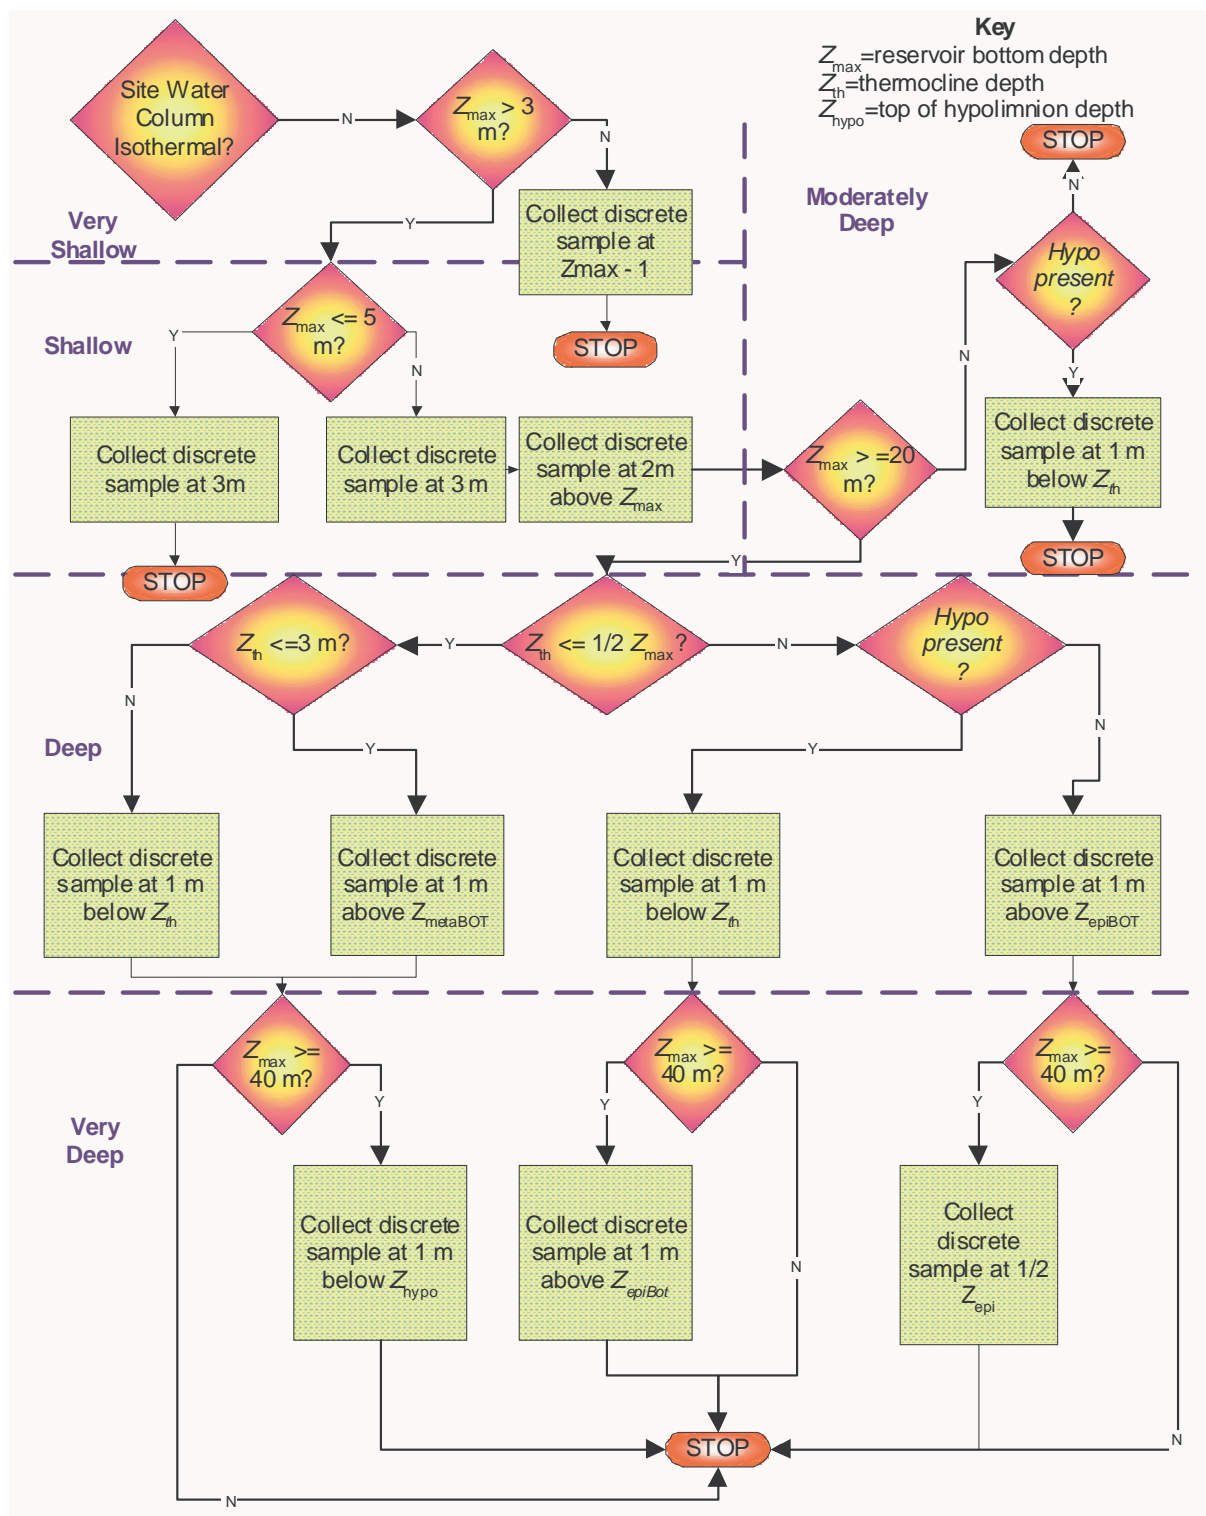 Key
Zmax=reservoir bottom depth
Zth=thermocline depth
Zhypo=top of hypolimnion depth
Site Water
Column
Isothermal?
N
Zmax > 3
m?
N
Y
Very
Shallow
Collect discrete
sample at
Zmax - 1
STOP
Moderately
Deep
STOP
N
Hypo
present
?
Y
Collect discrete
sample at 1 m
below Zth
STOP
Shallow
Zmax <= 5
m?
Y
N
Collect discrete
sample at 3m
STOP
Collect discrete
sample at 3 m
Collect discrete
sample at 2m
above Zmax
Zmax > =20
m?
N
Y
Deep
Zth <= 1/2 Zmax?
Y
N
Zth <=3 m?
N
Y
Hypo
present
?
Y
N
Collect discrete
sample at 1 m
below Zth
Collect discrete
sample at 1 m
above ZmetaBOT
Collect discrete
sample at 1 m
below Zth
Collect discrete
sample at 1 m
above ZepiBOT
Very
Deep
Zmax >=
40 m?
Y
N
Zmax >=
40 m?
Y
N
Zmax >=
40 m?
Y
N
Collect discrete
sample at 1 m
below Zhypo
Collect discrete
sample at 1 m
above ZepiBot
Collect
discrete
sample at 1/2
Zepi
STOP